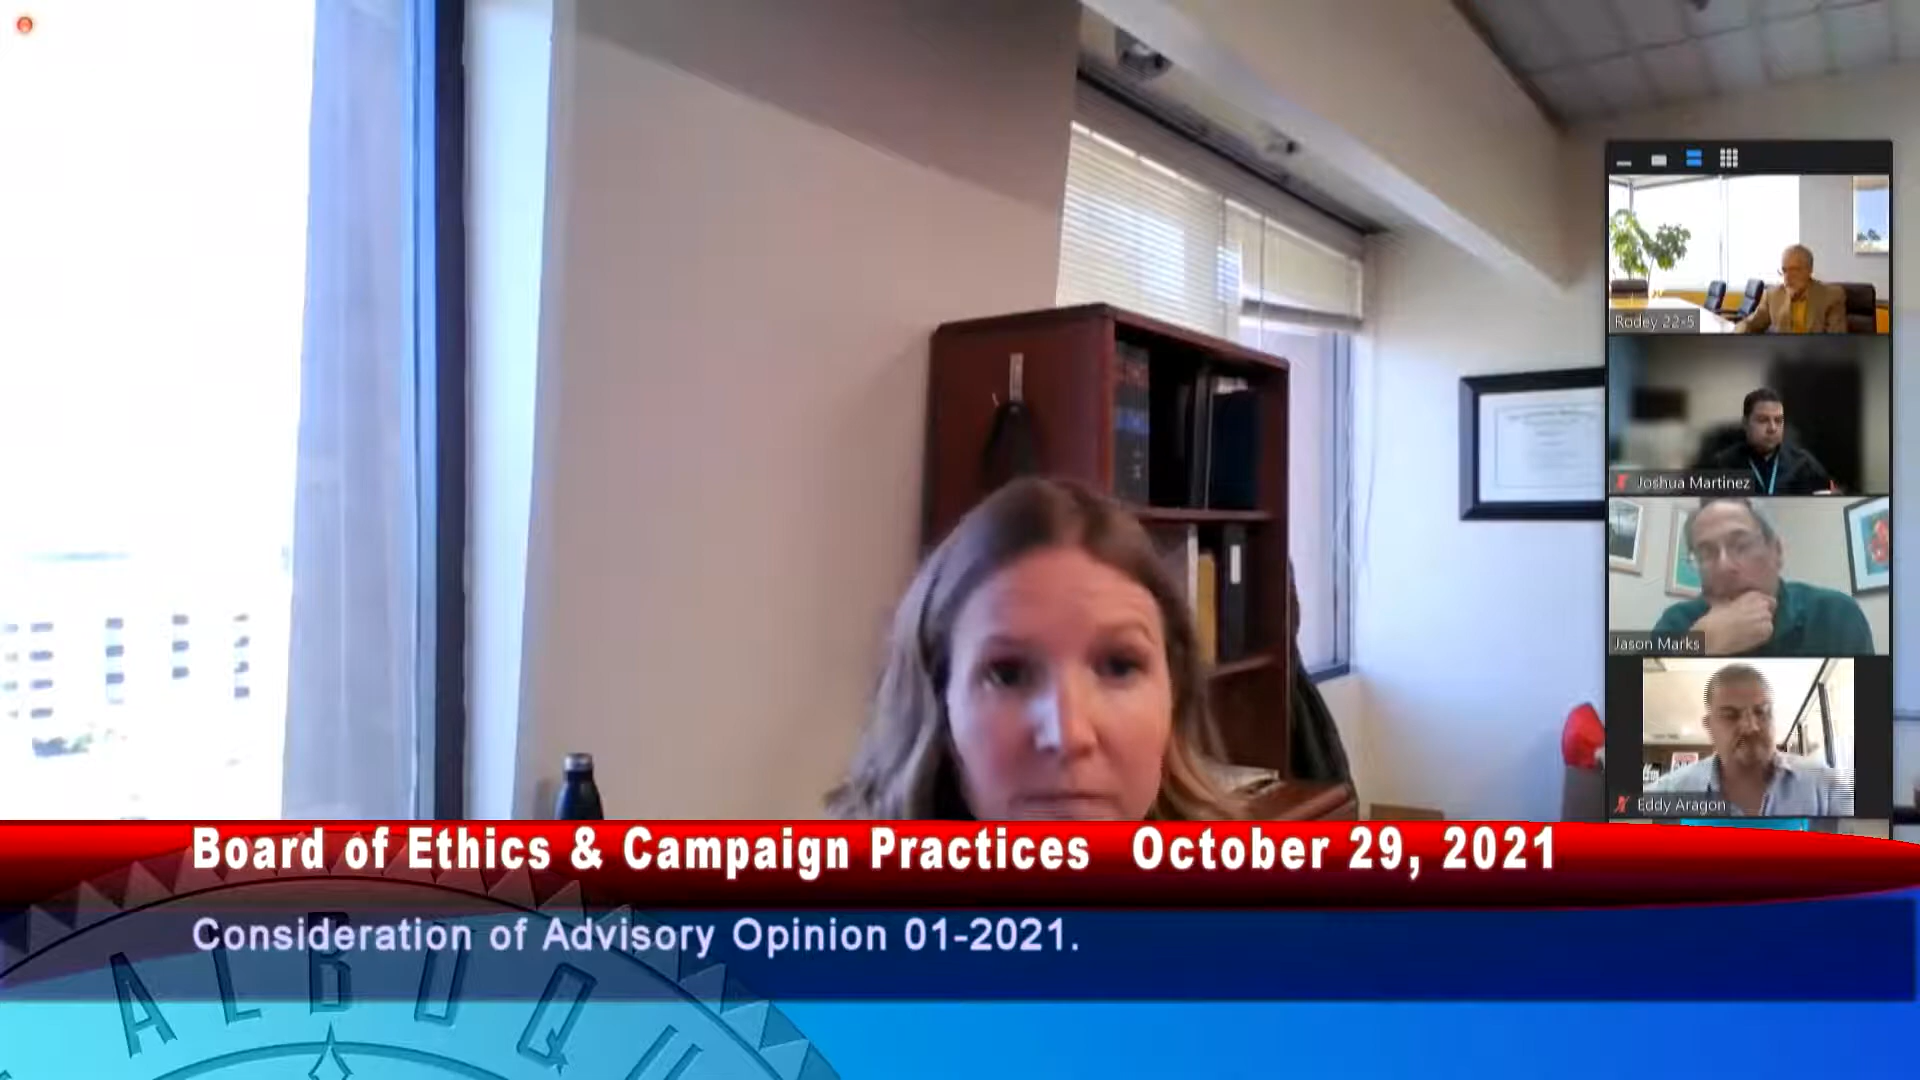 Rodey 22-5
Joshua Martinez
Jason Marks
Eddy Aragon
Board of Ethics & Campaign Practices October 29, 2021
Consideration of Advisory Opinion 01-2021.
ALBUQU